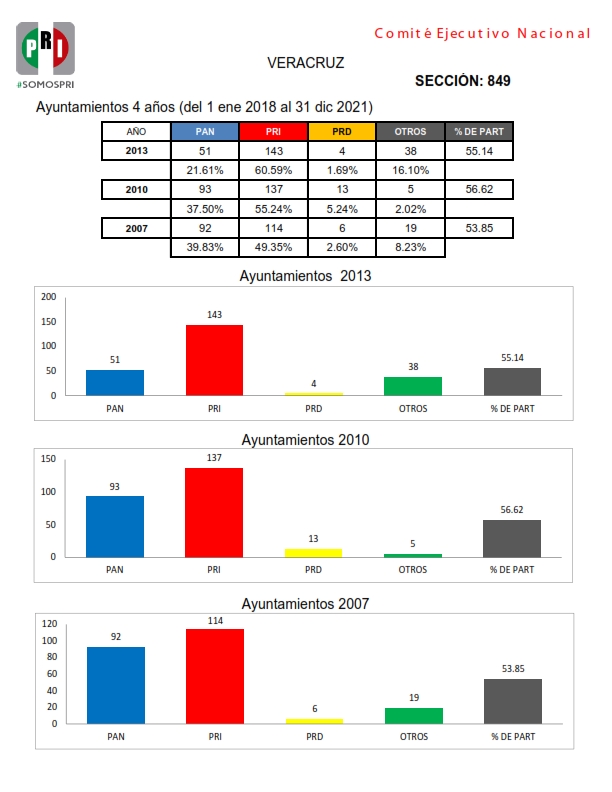 Comité Ejecutivo Nacional
PRI
#SOMOSPRI
VERACRUZ
SECCIÓN: 849
Ayuntamientos 4 años (del 1 ene 2018 al 31 dic 2021)
AÑO PAN PRI PRD OTROS % DE PART
2013 51 143 4 38 55.14
21.61% 60.59% 1.69% 16.10%
2010 93 137 13 5 56.62
37.50% 55.24% 5.24% 2.02%
2007 92 114 6 19 53.85
39.83% 49.35% 2.60% 8.23%
Ayuntamientos 2013
200
150
100
50
0
51 143 4 38 55.14
PAN PRI PRD OTROS % DE PART
Ayuntamientos 2010
150
100
50
0
93 137 13 5 56.62
PAN PRI PRD OTROS % DE PART
Ayuntamientos 2007
120
100
80
60
40
20
0
92 114 6 19 53.85
PAN PRI PRD OTROS % DE PART